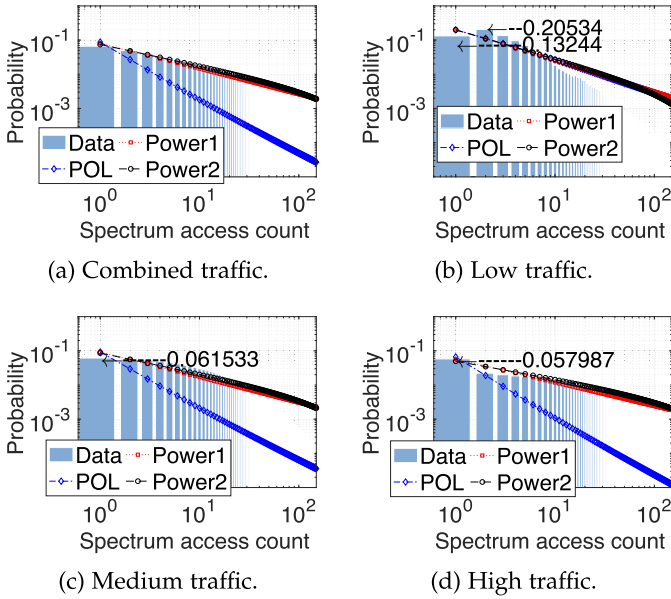 10^-1
10^-3
Probability
Data Power1
POL Power2
10^0 10^1 10^2
Spectrum access count
(a) Combined traffic.
0.20534
0.13244
10^-1
10^-3
Probability
Data Power1
POL Power2
10^0 10^1 10^2
Spectrum access count
(b) Low traffic.
0.061533
10^-1
10^-3
Probability
Data Power1
POL Power2
10^0 10^1 10^2
Spectrum access count
(c) Medium traffic.
0.057987
10^-1
10^-3
Probability
Data Power1
POL Power2
10^0 10^1 10^2
Spectrum access count
(d) High traffic.